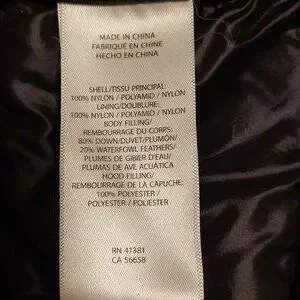 MADE IN CHINA
FABRIQUÉ EN CHINE
HECHO EN CHINA
SHELL/TISSU PRINCIPAL:
100% NYLON / POLYAMID / NYLON
LINING/DOUBLURE:
100% NYLON / POLYAMID / NYLON
BODY FILLING/
REMBOURRAGE DU CORPS:
80% DOWN/DUVET/PLUMÓN/
20% WATERFOWL FEATHERS/
PLUMES DE GIBIER D'EAU/
PLUMAS DE AVE ACUÁTICA
HOOD FILLING/
REMBOURRAGE DE LA CAPUCHE:
100% POLYESTER/
POLYESTER / POLIESTER
RN 41381
CA 56658